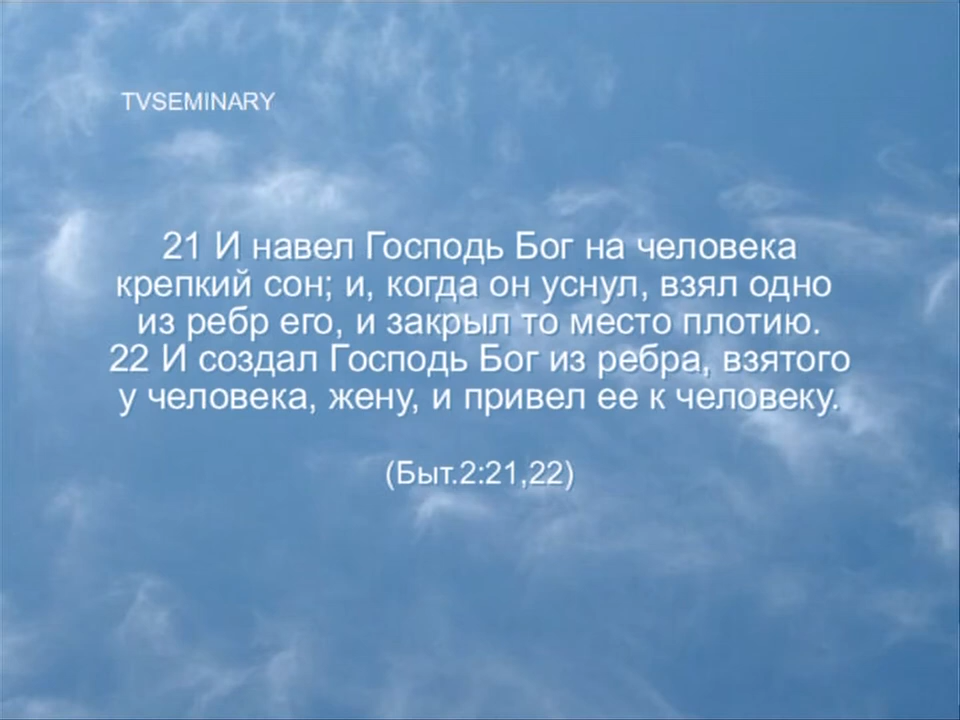 TVSEMINARY
21 И навел Господь Бог на человека
крепкий сон; и, когда он уснул, взял одно
из ребр его, и закрыл то место плотию.
22 И создал Господь Бог из ребра, взятого
у человека, жену, и привел ее к человеку.
(Быт.2:21,22)